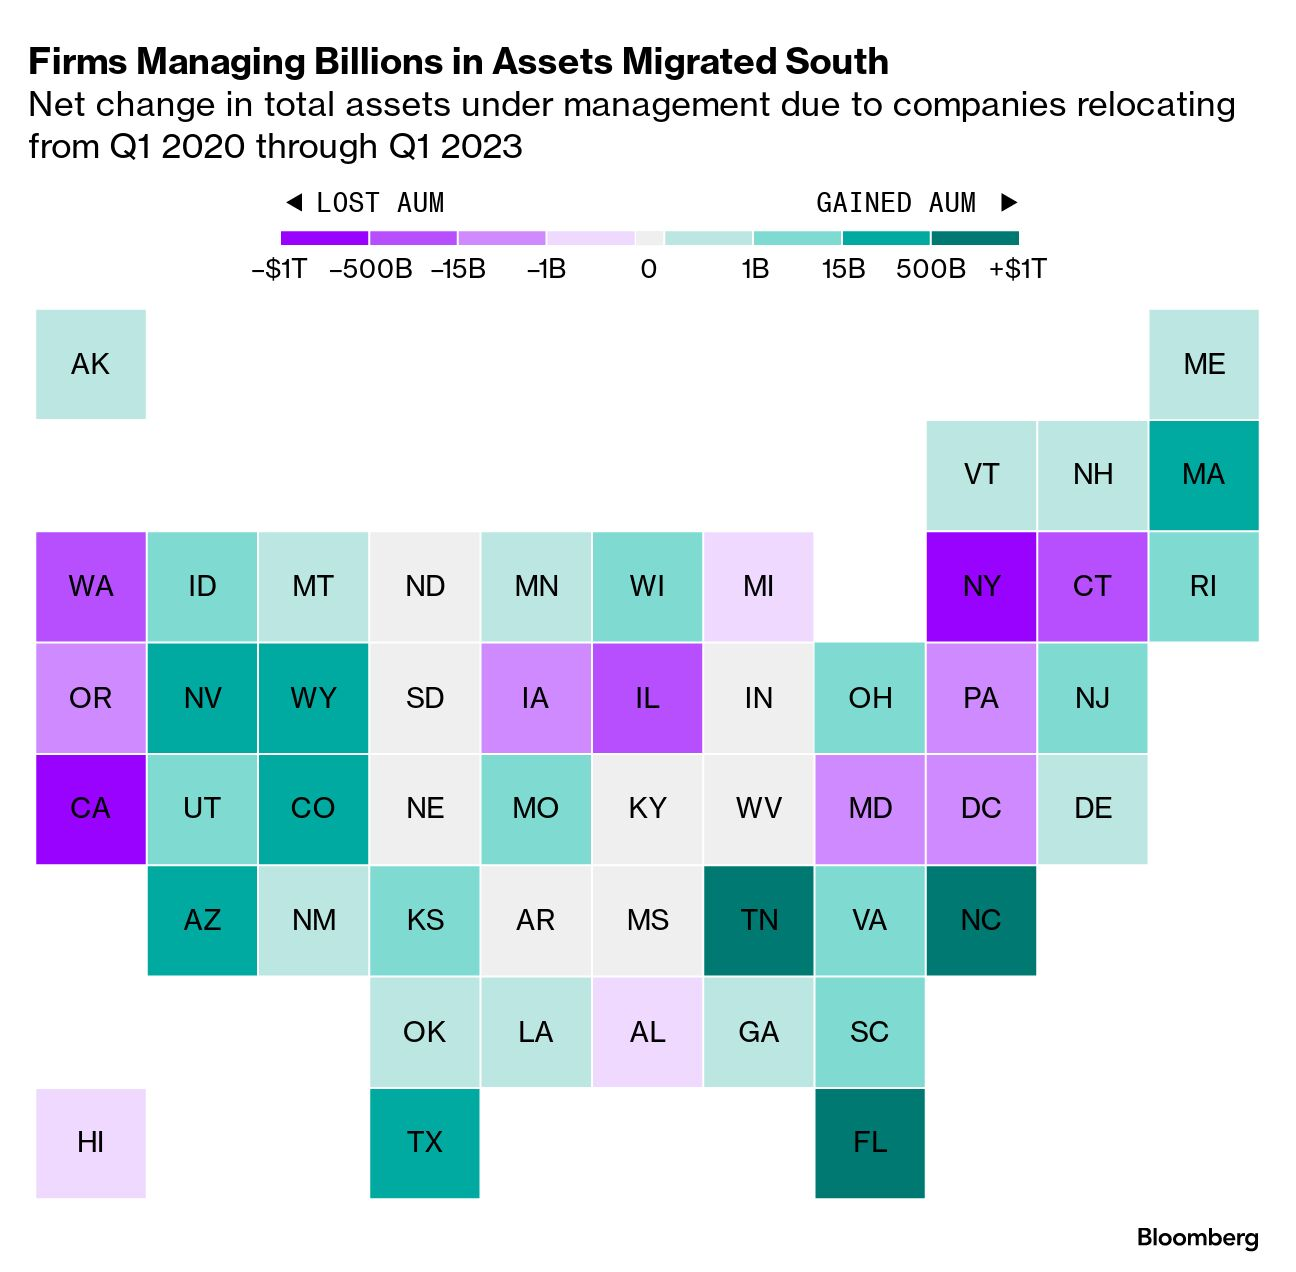 Firms Managing Billions in Assets Migrated South
Net change in total assets under management due to companies relocating
from Q1 2020 through Q1 2023
◀ LOST AUM GAINED AUM ▶
–$1T –500B –15B –1B 0 1B 15B 500B +$1T
AK ME
VT NH MA
WA ID MT ND MN WI MI NY CT RI
OR NV WY SD IA IL IN OH PA NJ
CA UT CO NE MO KY WV MD DC DE
AZ NM KS AR MS TN VA NC
OK LA AL GA SC
HI TX FL
Bloomberg